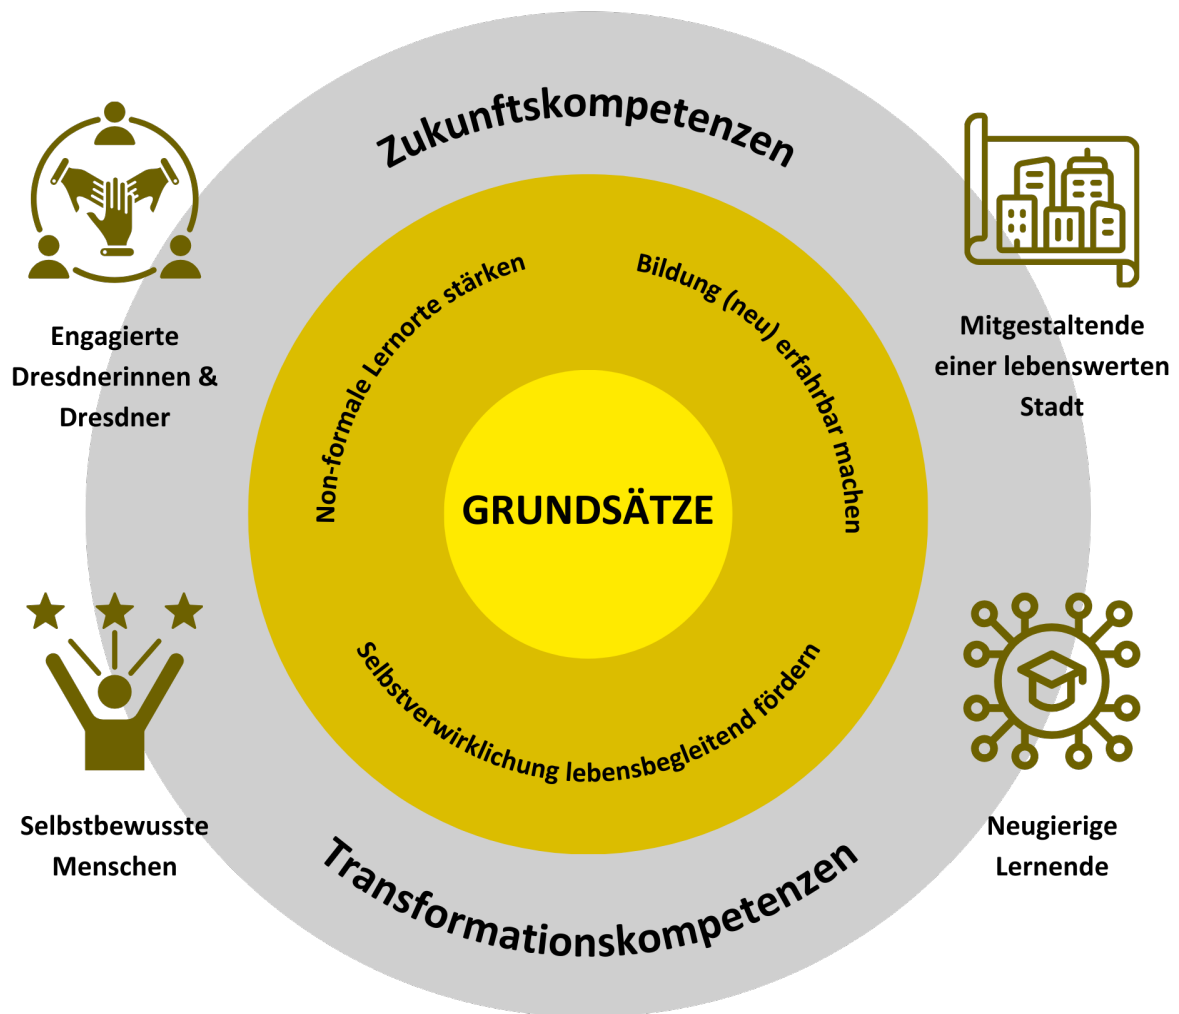 Zukunftskompetenzen
Engagierte
Dresdnerinnen &
Dresdner
Mitgestaltende
einer lebenswerten
Stadt
Non-formale Lernorte stärken
Bildung (neu) erfahrbar machen
GRUNDSÄTZE
Selbstverwirklichung lebensbegleitend fördern
Selbstbewusste
Menschen
Neugierige
Lernende
Transformationskompetenzen